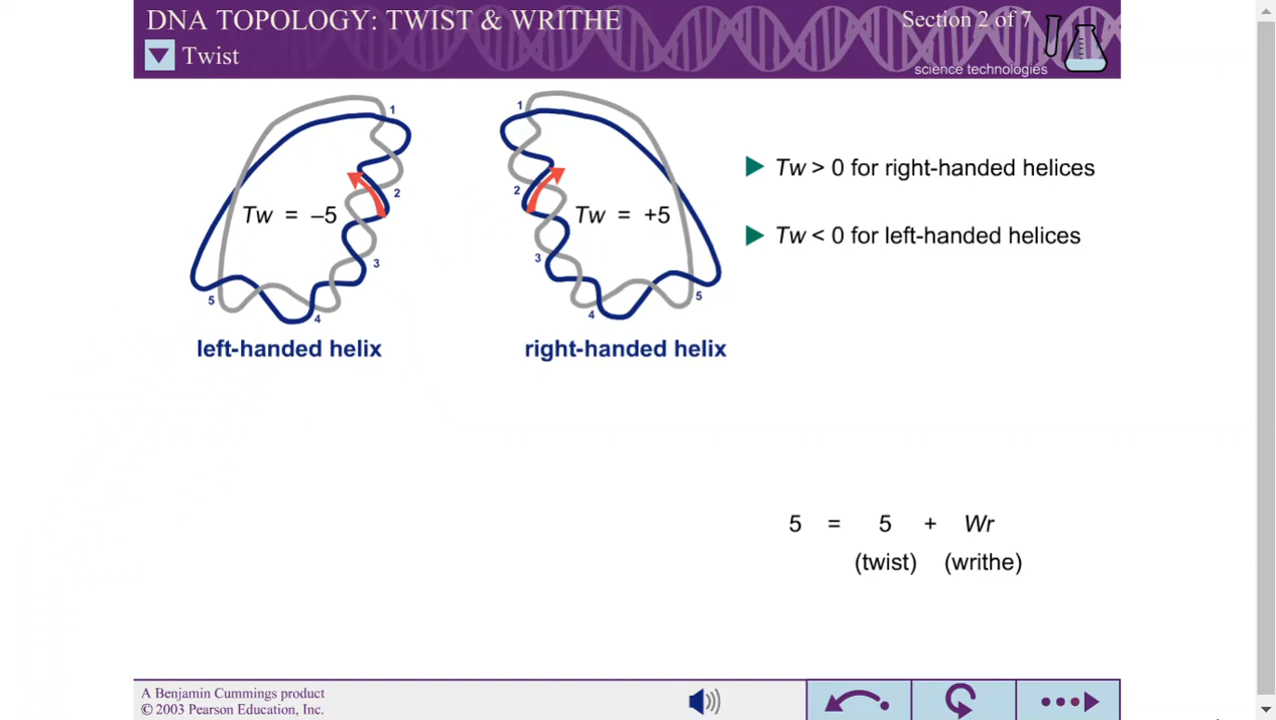 DNA TOPOLOGY: TWIST & WRITHE
Section 2 of 7
Twist
science technologies
1
2
3
4
5
Tw = –5
left-handed helix
1
2
3
4
5
Tw = +5
right-handed helix
Tw > 0 for right-handed helices
Tw < 0 for left-handed helices
5 = 5 + Wr
(twist) (writhe)
A Benjamin Cummings product
© 2003 Pearson Education, Inc.